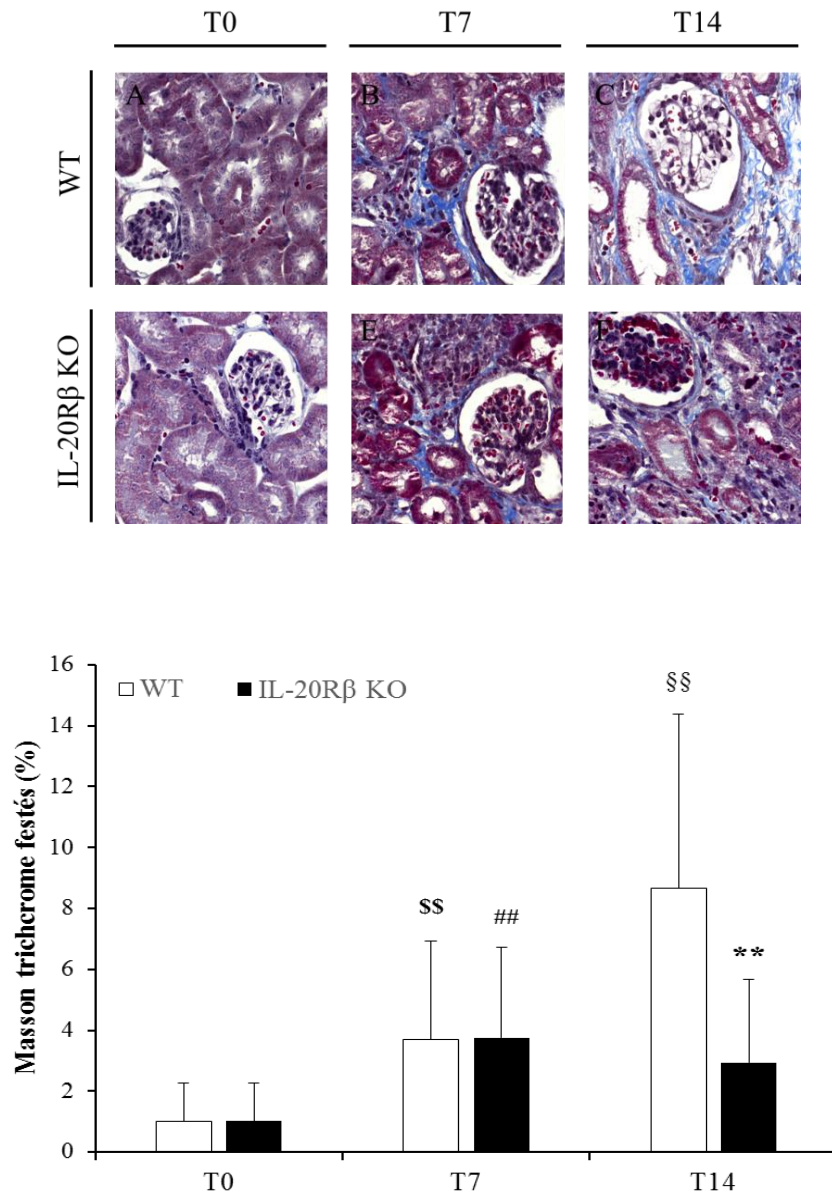 T0 T7 T14
WT
A B C
IL-20Rβ KO
E F
16
14
12
10
8
6
4
2
0
Masson trichcrome festés (%)
WT IL-20Rβ KO
$$
##
§§
**
T0 T7 T14